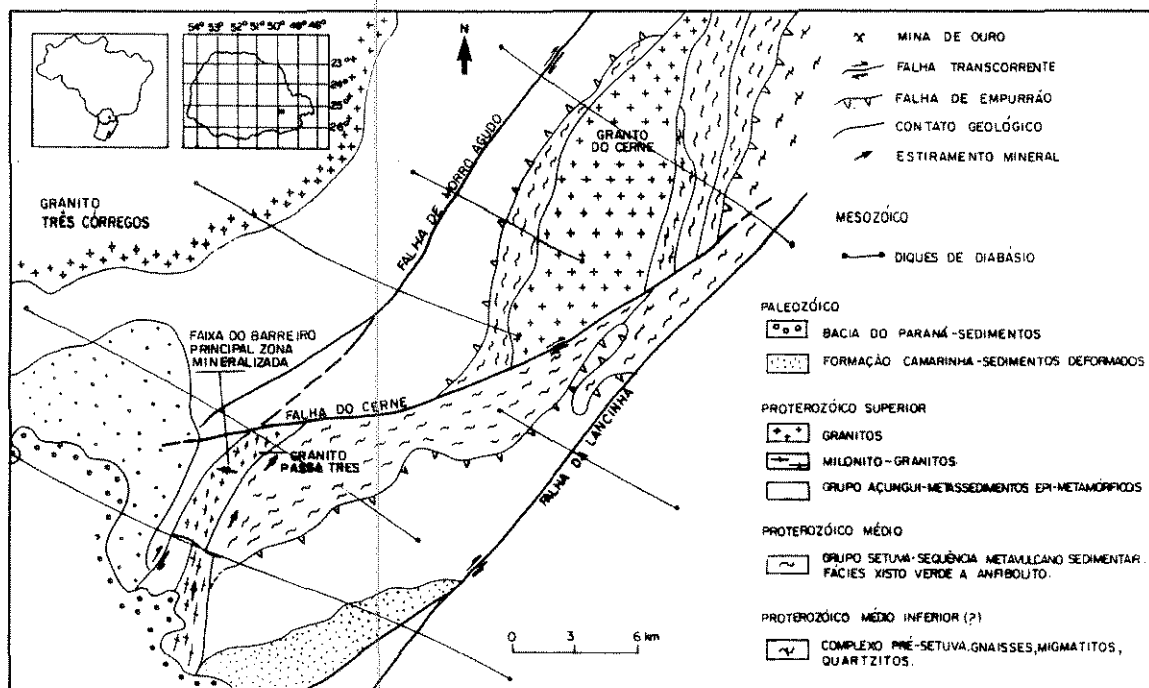 54° 53° 52° 51° 50° 49° 48°
23°
24°
25°
26°
N
GRANITO
TRÊS CÓRREGOS
FALHA DE MORRO AGUDO
GRANTO
DO CERNE
FAIXA DO BARREIRO
PRINCIPAL ZONA
MINERALIZADA
FALHA DO CERNE
GRANITO
PASSA TRES
FALHA DA LANCINHA
0 3 6 km
MINA DE OURO
FALHA TRANSCORRENTE
FALHA DE EMPURRÃO
CONTATO GEOLÓGICO
ESTIRAMENTO MINERAL
MESOZÓICO
DIQUES DE DIABÁSIO
PALEOZÓICO
BACIA DO PARANÁ-SEDIMENTOS
FORMAÇÃO CAMARINHA-SEDIMENTOS DEFORMADOS
PROTEROZÓICO SUPERIOR
GRANITOS
MILONITO-GRANITOS
GRUPO AÇUNGUI-METASSEDIMENTOS EPI-METAMÓRFICOS
PROTEROZÓICO MÉDIO
GRUPO SETUVA-SEQUÊNCIA METAVULCANO SEDIMENTAR.
FÁCIES XISTO VERDE A ANFIBOLITO.
PROTEROZÓICO MÉDIO INFERIOR (?)
COMPLEXO PRÉ-SETUVA.GNAISSES,MIGMATITOS,
QUARTZITOS.